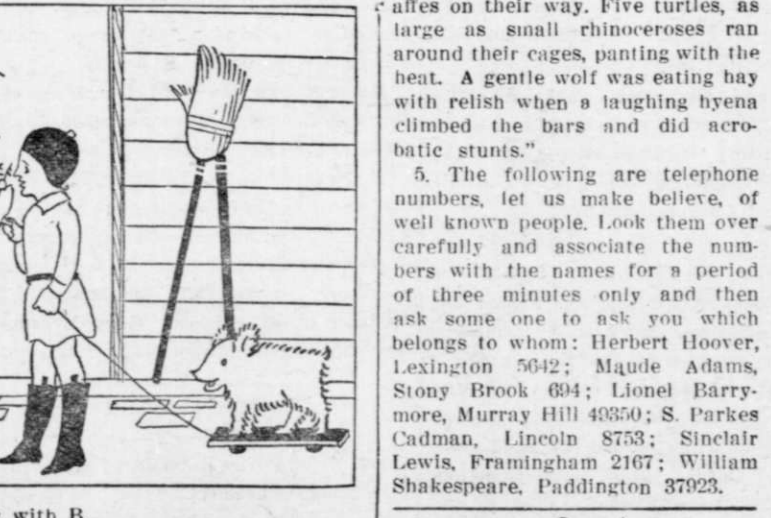 affes on their way. Five turtles, as
large as small rhinoceroses ran
around their cages, panting with the
heat. A gentle wolf was eating hay
with relish when a laughing hyena
climbed the bars and did acro-
batic stunts."
5. The following are telephone
numbers, let us make believe, of
well known people. Look them over
carefully and associate the num-
bers with the names for a period
of three minutes only and then
ask some one to ask you which
belongs to whom: Herbert Hoover,
Lexington 5642; Maude Adams,
Stony Brook 694; Lionel Barry-
more, Murray Hill 49350; S. Parkes
Cadman, Lincoln 8753; Sinclair
Lewis, Framingham 2167; William
Shakespeare, Paddington 37923.
with B